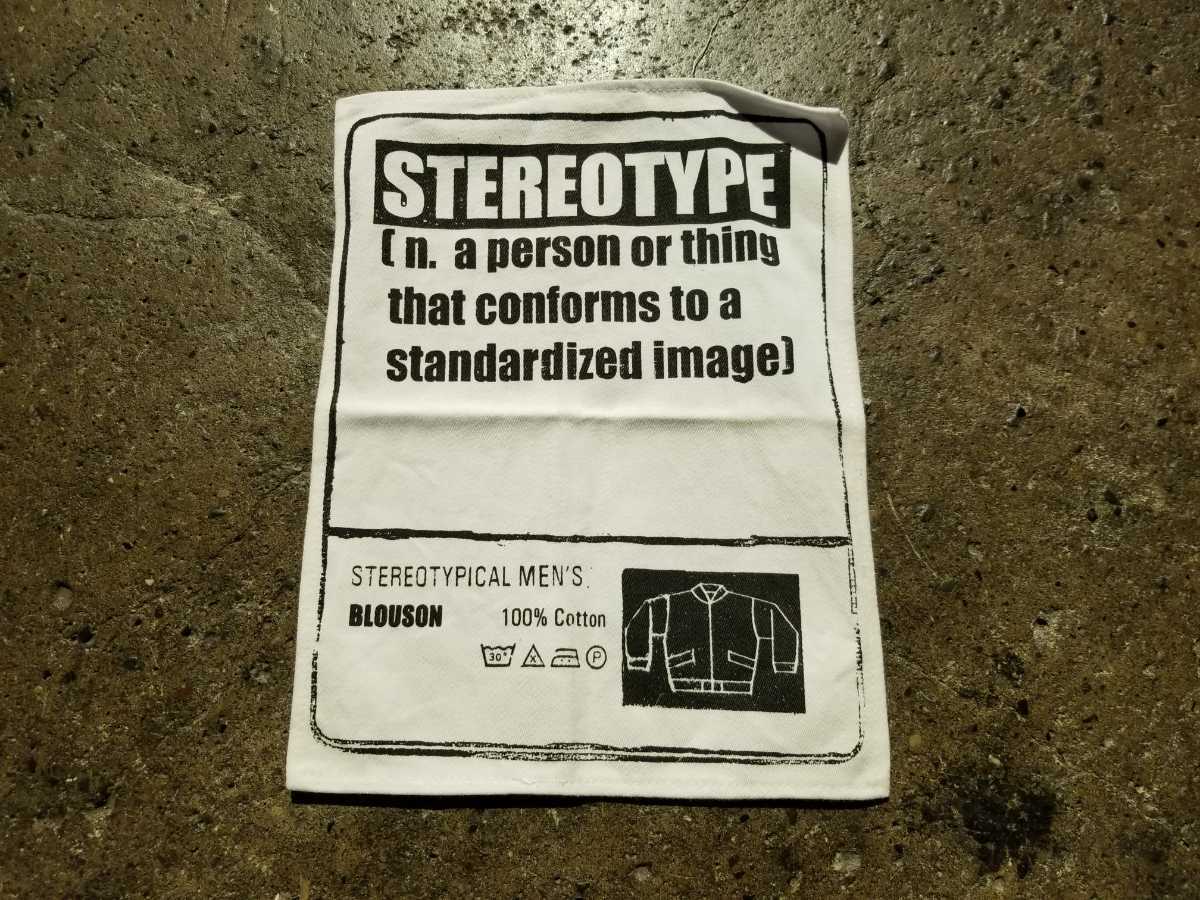 STEREOTYPE
( n. a person or thing
that conforms to a
standardized image)
STEREOTYPICAL MEN'S.
BLOUSON 100% Cotton
30° X P